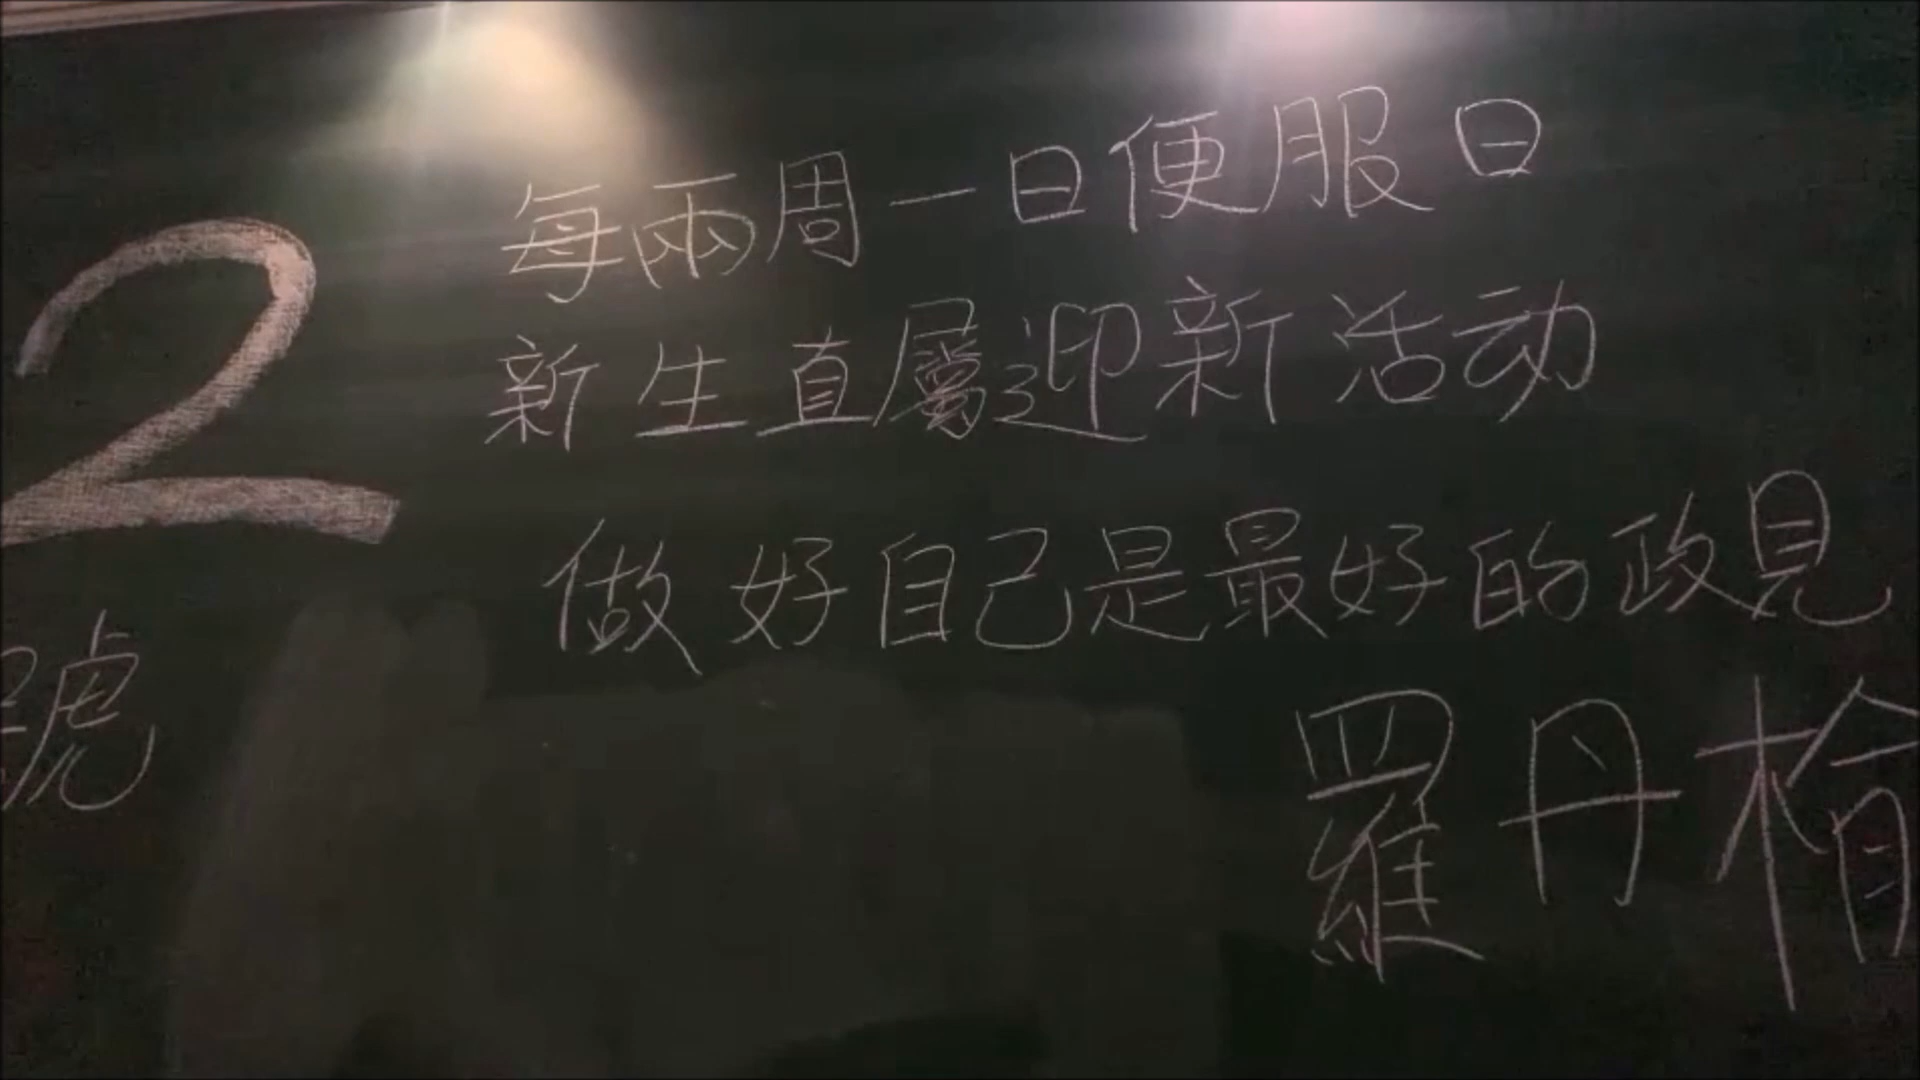 2
號
每兩周一日便服日
新生直屬迎新活动
做好自己是最好的政見
羅丹